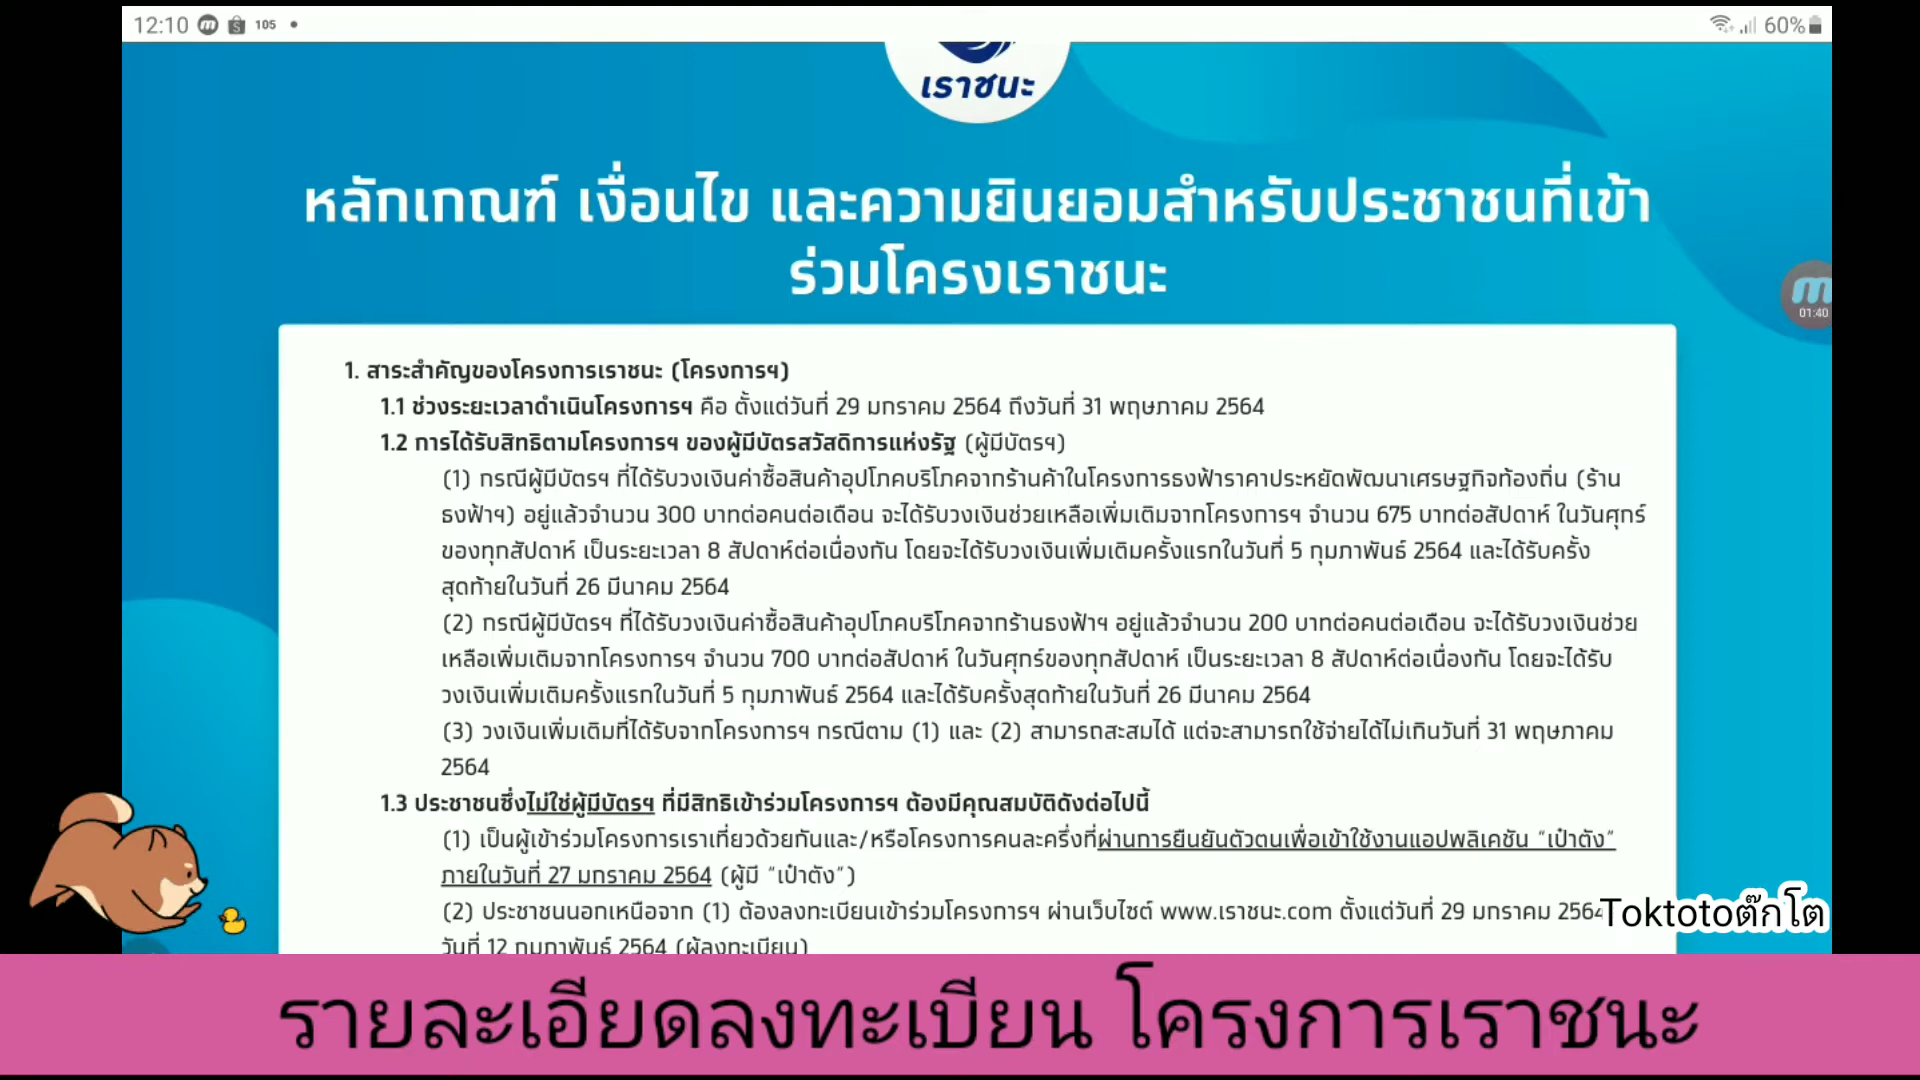 12:10 105 60%
เราชนะ
หลักเกณฑ์ เงื่อนไข และความยินยอมสำหรับประชาชนที่เข้า
ร่วมโครงเราชนะ
01:40
1. สาระสำคัญของโครงการเราชนะ (โครงการฯ)
1.1 ช่วงระยะเวลาดำเนินโครงการฯ คือ ตั้งแต่วันที่ 29 มกราคม 2564 ถึงวันที่ 31 พฤษภาคม 2564
1.2 การได้รับสิทธิตามโครงการฯ ของผู้มีบัตรสวัสดิการแห่งรัฐ (ผู้มีบัตรฯ)
(1) กรณีผู้มีบัตรฯ ที่ได้รับวงเงินค่าซื้อสินค้าอุปโภคบริโภคจากร้านค้าในโครงการธงฟ้าราคาประหยัดพัฒนาเศรษฐกิจท้องถิ่น (ร้าน
ธงฟ้าฯ) อยู่แล้วจำนวน 300 บาทต่อคนต่อเดือน จะได้รับวงเงินช่วยเหลือเพิ่มเติมจากโครงการฯ จำนวน 675 บาทต่อสัปดาห์ ในวันศุกร์
ของทุกสัปดาห์ เป็นระยะเวลา 8 สัปดาห์ต่อเนื่องกัน โดยจะได้รับวงเงินเพิ่มเติมครั้งแรกในวันที่ 5 กุมภาพันธ์ 2564 และได้รับครั้ง
สุดท้ายในวันที่ 26 มีนาคม 2564
(2) กรณีผู้มีบัตรฯ ที่ได้รับวงเงินค่าซื้อสินค้าอุปโภคบริโภคจากร้านธงฟ้าฯ อยู่แล้วจำนวน 200 บาทต่อคนต่อเดือน จะได้รับวงเงินช่วย
เหลือเพิ่มเติมจากโครงการฯ จำนวน 700 บาทต่อสัปดาห์ ในวันศุกร์ของทุกสัปดาห์ เป็นระยะเวลา 8 สัปดาห์ต่อเนื่องกัน โดยจะได้รับ
วงเงินเพิ่มเติมครั้งแรกในวันที่ 5 กุมภาพันธ์ 2564 และได้รับครั้งสุดท้ายในวันที่ 26 มีนาคม 2564
(3) วงเงินเพิ่มเติมที่ได้รับจากโครงการฯ กรณีตาม (1) และ (2) สามารถสะสมได้ แต่จะสามารถใช้จ่ายได้ไม่เกินวันที่ 31 พฤษภาคม
2564
1.3 ประชาชนซึ่งไม่ใช่ผู้มีบัตรฯ ที่มีสิทธิเข้าร่วมโครงการฯ ต้องมีคุณสมบัติดังต่อไปนี้
(1) เป็นผู้เข้าร่วมโครงการเราเที่ยวด้วยกันและ/หรือโครงการคนละครึ่งที่ผ่านการยืนยันตัวตนเพื่อเข้าใช้งานแอปพลิเคชัน “เป๋าตัง”
ภายในวันที่ 27 มกราคม 2564 (ผู้มี “เป๋าตัง”)
(2) ประชาชนนอกเหนือจาก (1) ต้องลงทะเบียนเข้าร่วมโครงการฯ ผ่านเว็บไซต์ www.เราชนะ.com ตั้งแต่วันที่ 29 มกราคม 2564
วันที่ 12 กุมภาพันธ์ 2564 (ผู้ลงทะเบียน)
Toktotoต๊กโต
รายละเอียดลงทะเบียน โครงการเราชนะ